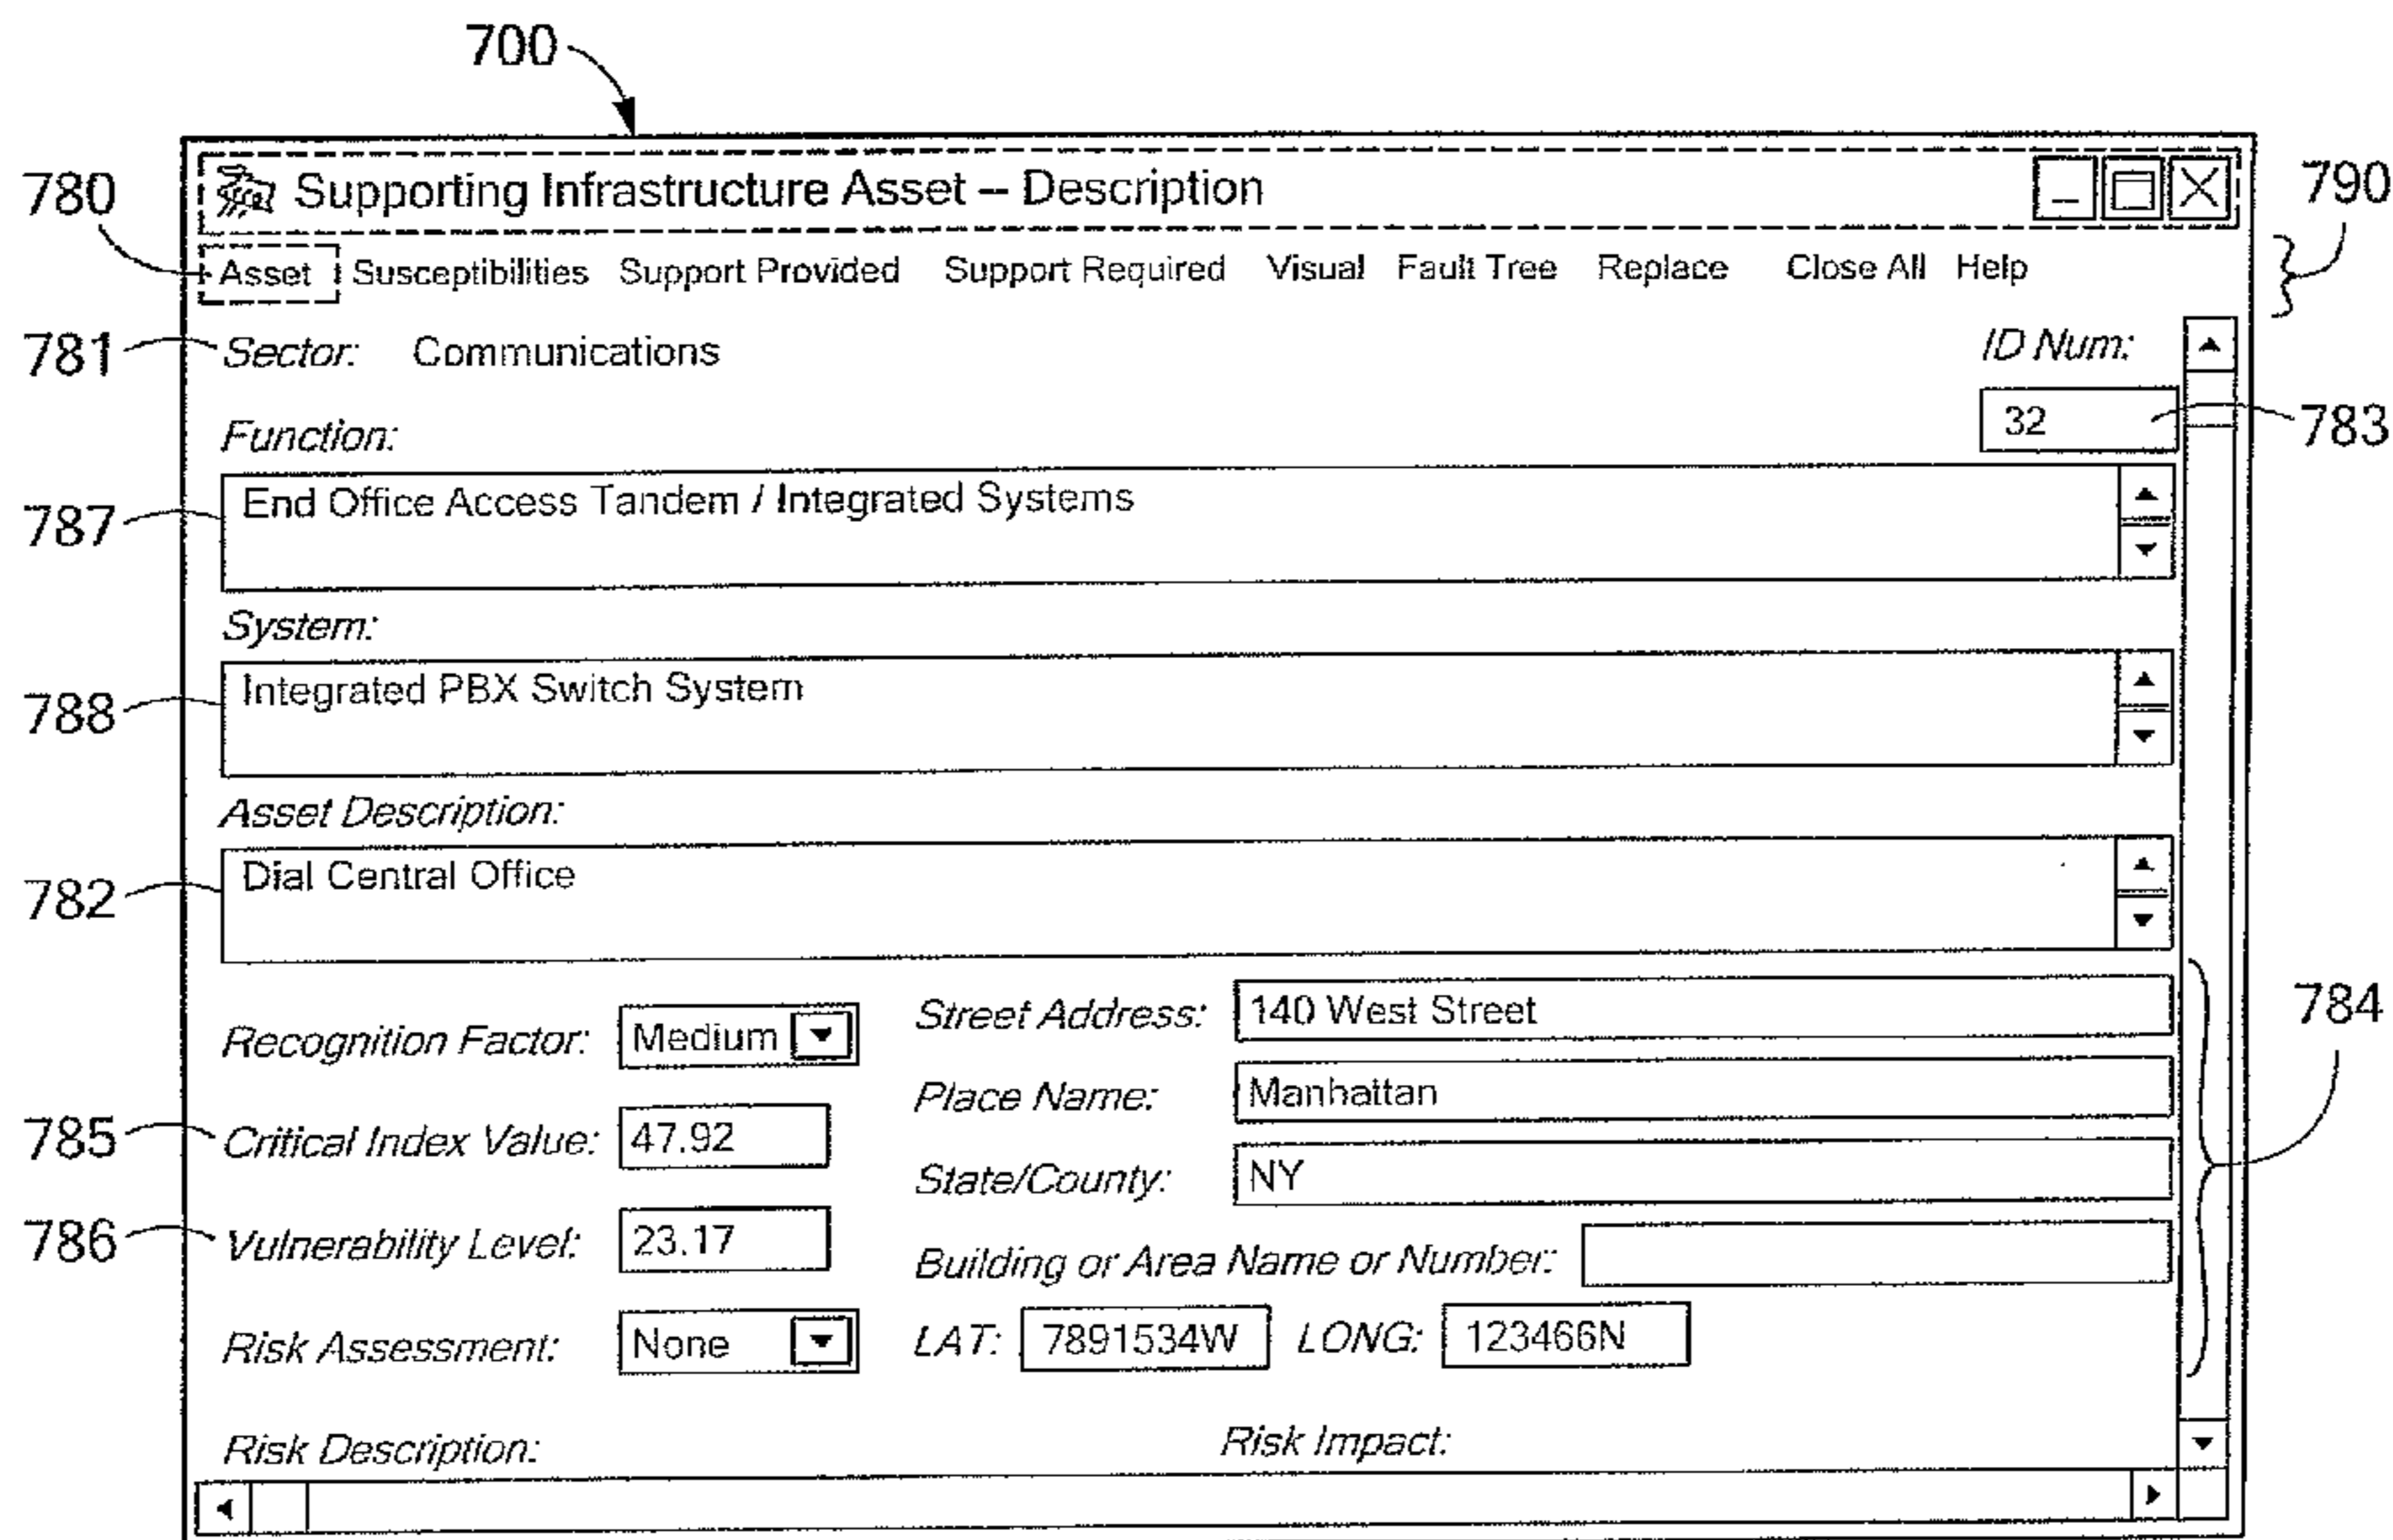 700
780 Supporting Infrastructure Asset – Description 790
Asset Susceptibilities Support Provided Support Required Visual Fault Tree Replace Close All Help
781 Sector: Communications ID Num:
Function: 32 783
787 End Office Access Tandem / Integrated Systems
System:
788 Integrated PBX Switch System
Asset Description:
782 Dial Central Office
Recognition Factor: Medium Street Address: 140 West Street 784
Place Name: Manhattan
785 Critical Index Value: 47.92
State/County: NY
786 Vulnerability Level: 23.17
Building or Area Name or Number:
Risk Assessment: None LAT: 7891534W LONG: 123466N
Risk Description: Risk Impact: